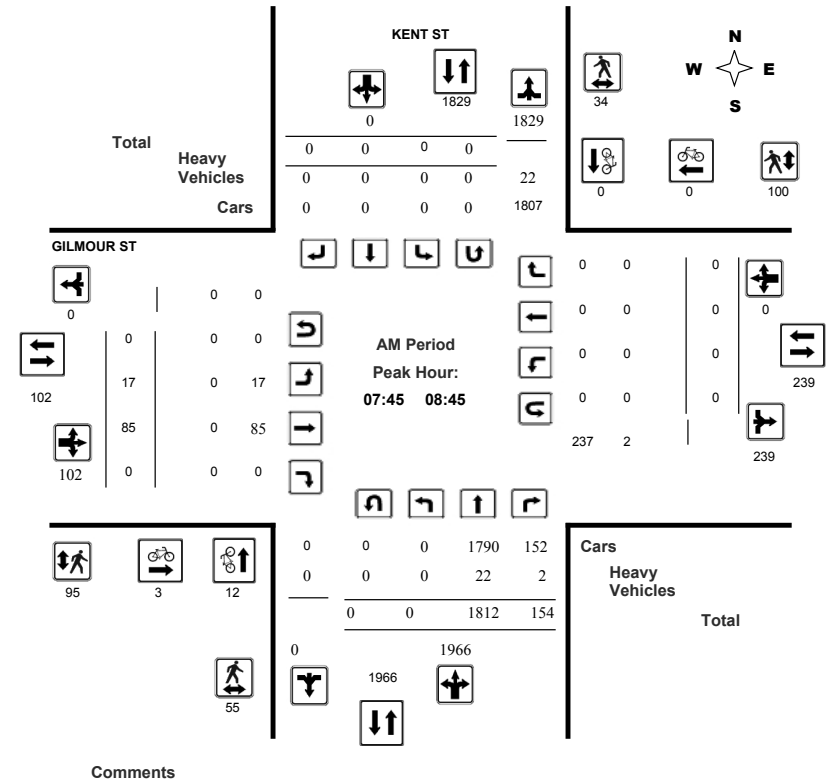 KENT ST
N
W E
S
1829
34
0 1829
Total
0 0 0 0
Heavy
Vehicles
0 0 0 0 22
Cars
0 0 0 0 1807
0 0 100
GILMOUR ST
0
0 0
0 0 0
0
102
0 0 0
17 0 17
85 0 85
102
0 0 0
AM Period
Peak Hour:
07:45 08:45
0 0 0
0 0 0
0 0 0
239
0 0 0
237 2
239
95 3 12
0 0 0 1790 152
Cars
0 0 0 22 2
Heavy
Vehicles
0 0 1812 154
Total
0 1966
1966
55
Comments